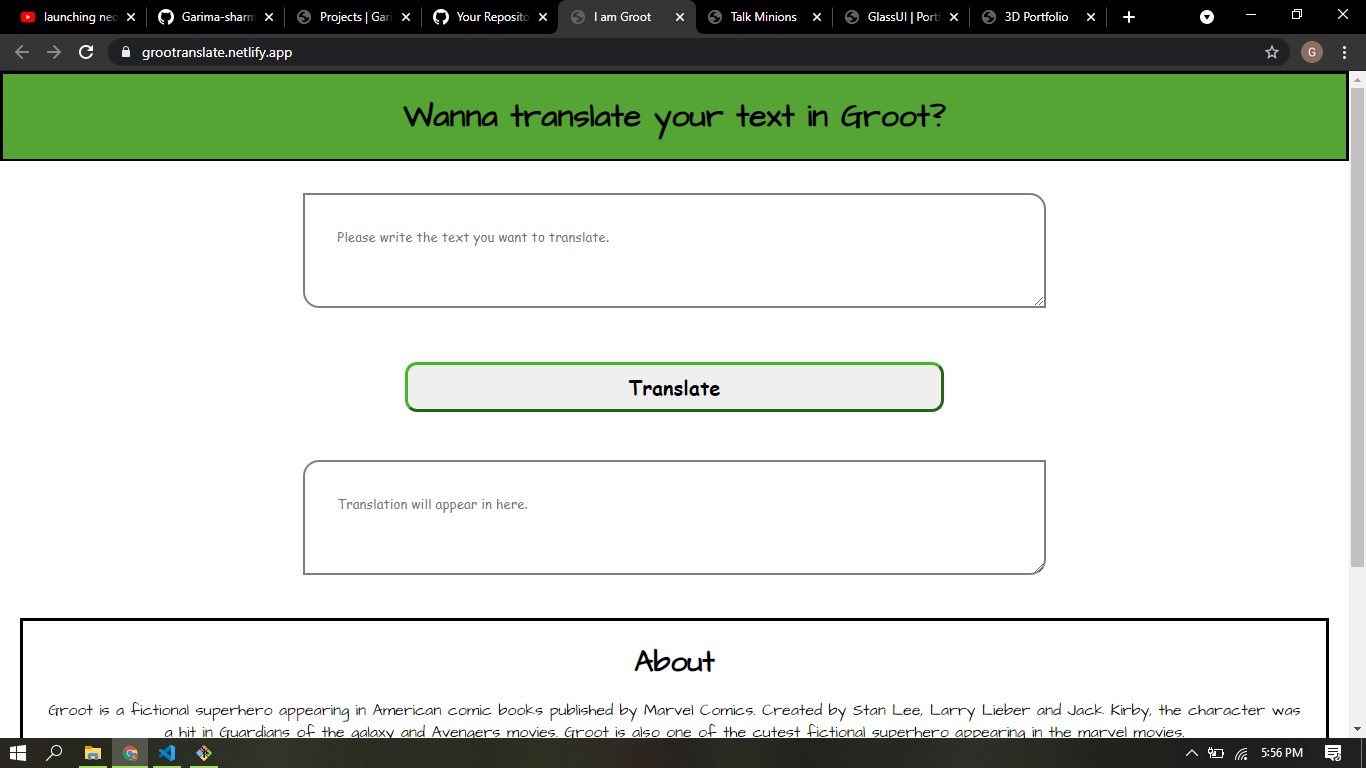 launching nec
Garima-sharm
Projects | Gari
Your Reposito
I am Groot
Talk Minions
GlassUI | Portf
3D Portfolio
grootranslate.netlify.app
G
Wanna translate your text in Groot?
Please write the text you want to translate.
Translate
Translation will appear in here.
About
Groot is a fictional superhero appearing in American comic books published by Marvel Comics. Created by Stan Lee, Larry Lieber and Jack Kirby, the character was
a hit in Guardians of the galaxy and Avengers movies. Groot is also one of the cutest fictional superhero appearing in the marvel movies.
5:56 PM